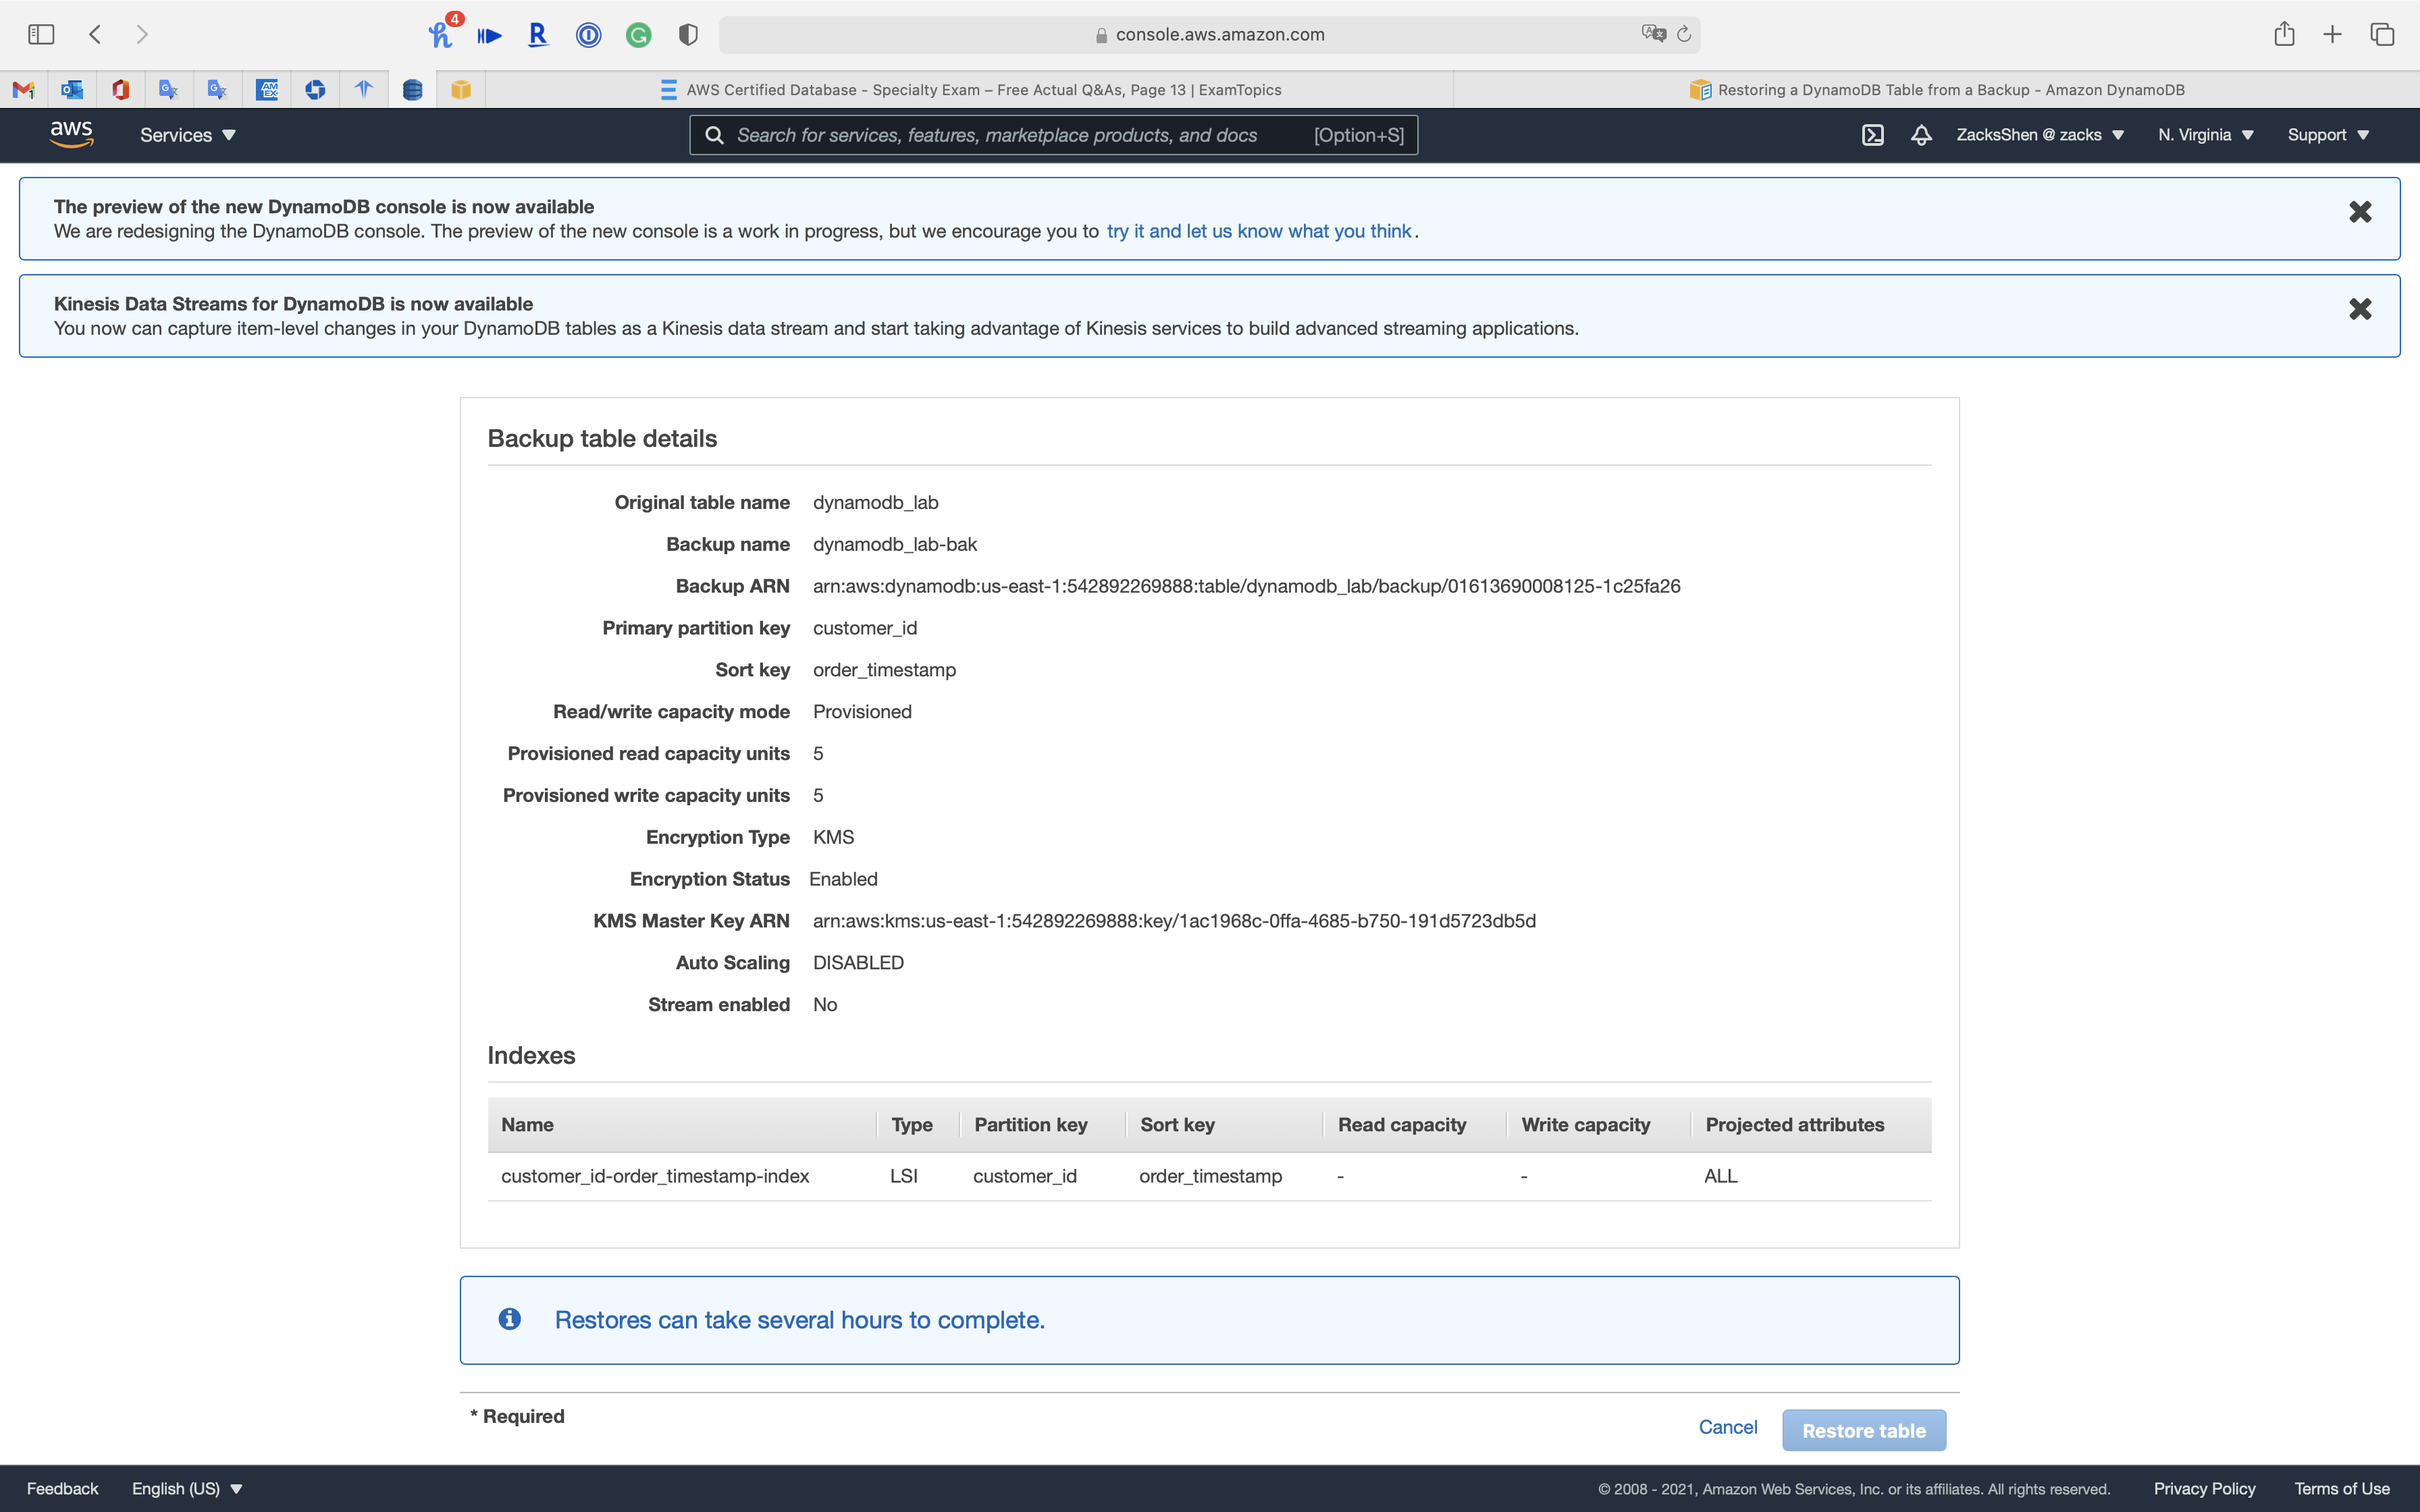 4
console.aws.amazon.com
AWS Certified Database - Specialty Exam – Free Actual Q&As, Page 13 | ExamTopics
Restoring a DynamoDB Table from a Backup - Amazon DynamoDB
aws
Services
Search for services, features, marketplace products, and docs
[Option+S]
ZacksShen @ zacks
N. Virginia
Support
The preview of the new DynamoDB console is now available
We are redesigning the DynamoDB console. The preview of the new console is a work in progress, but we encourage you to try it and let us know what you think.
Kinesis Data Streams for DynamoDB is now available
You now can capture item-level changes in your DynamoDB tables as a Kinesis data stream and start taking advantage of Kinesis services to build advanced streaming applications.
Backup table details
Original table name dynamodb_lab
Backup name dynamodb_lab-bak
Backup ARN arn:aws:dynamodb:us-east-1:542892269888:table/dynamodb_lab/backup/01613690008125-1c25fa26
Primary partition key customer_id
Sort key order_timestamp
Read/write capacity mode Provisioned
Provisioned read capacity units 5
Provisioned write capacity units 5
Encryption Type KMS
Encryption Status Enabled
KMS Master Key ARN arn:aws:kms:us-east-1:542892269888:key/1ac1968c-0ffa-4685-b750-191d5723db5d
Auto Scaling DISABLED
Stream enabled No
Indexes
Name Type Partition key Sort key Read capacity Write capacity Projected attributes
customer_id-order_timestamp-index LSI customer_id order_timestamp - - ALL
Restores can take several hours to complete.
* Required
Cancel
Restore table
Feedback
English (US)
© 2008 - 2021, Amazon Web Services, Inc. or its affiliates. All rights reserved.
Privacy Policy
Terms of Use